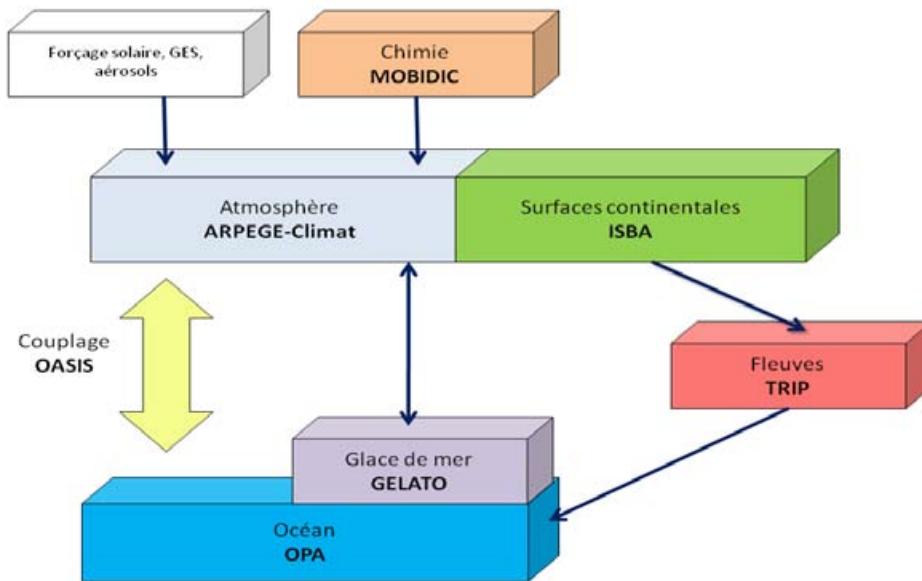 Forçage solaire, GES,
aérosols
Chimie
MOBIDIC
Atmosphère
ARPEGE-Climat
Surfaces continentales
ISBA
Couplage
OASIS
Fleuves
TRIP
Glace de mer
GELATO
Océan
OPA